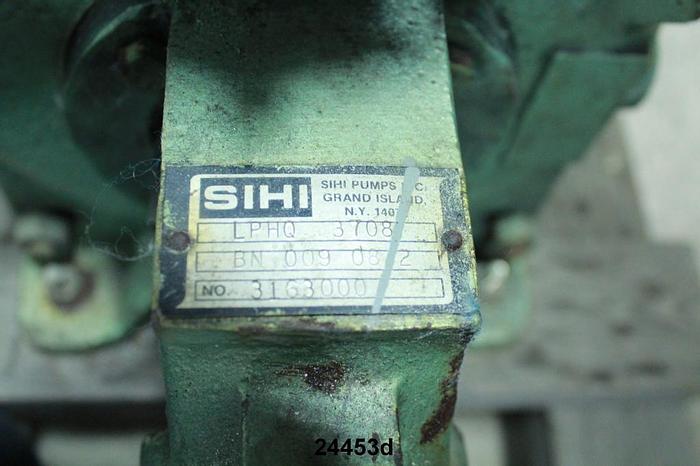 SIHI
SIHI PUMPS
GRAND ISLAND,
N.Y.
LPHQ 3708
BN 009
NO. 3163000
24453d